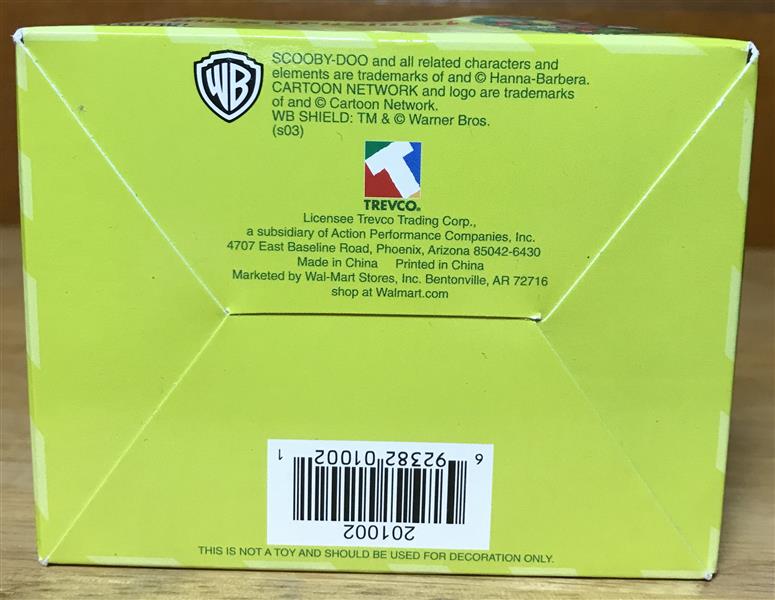 Ornament
WB
SCOOBY-DOO and all related characters and
elements are trademarks of and © Hanna-Barbera.
CARTOON NETWORK and logo are trademarks
of and © Cartoon Network.
WB SHIELD: TM & © Warner Bros.
(s03)
T
TREVCO®
Licensee Trevco Trading Corp.,
a subsidiary of Action Performance Companies, Inc.
4707 East Baseline Road, Phoenix, Arizona 85042-6430
Made in China Printed in China
Marketed by Wal-Mart Stores, Inc. Bentonville, AR 72716
shop at Walmart.com
6 92382 01002 1
201002
THIS IS NOT A TOY AND SHOULD BE USED FOR DECORATION ONLY.